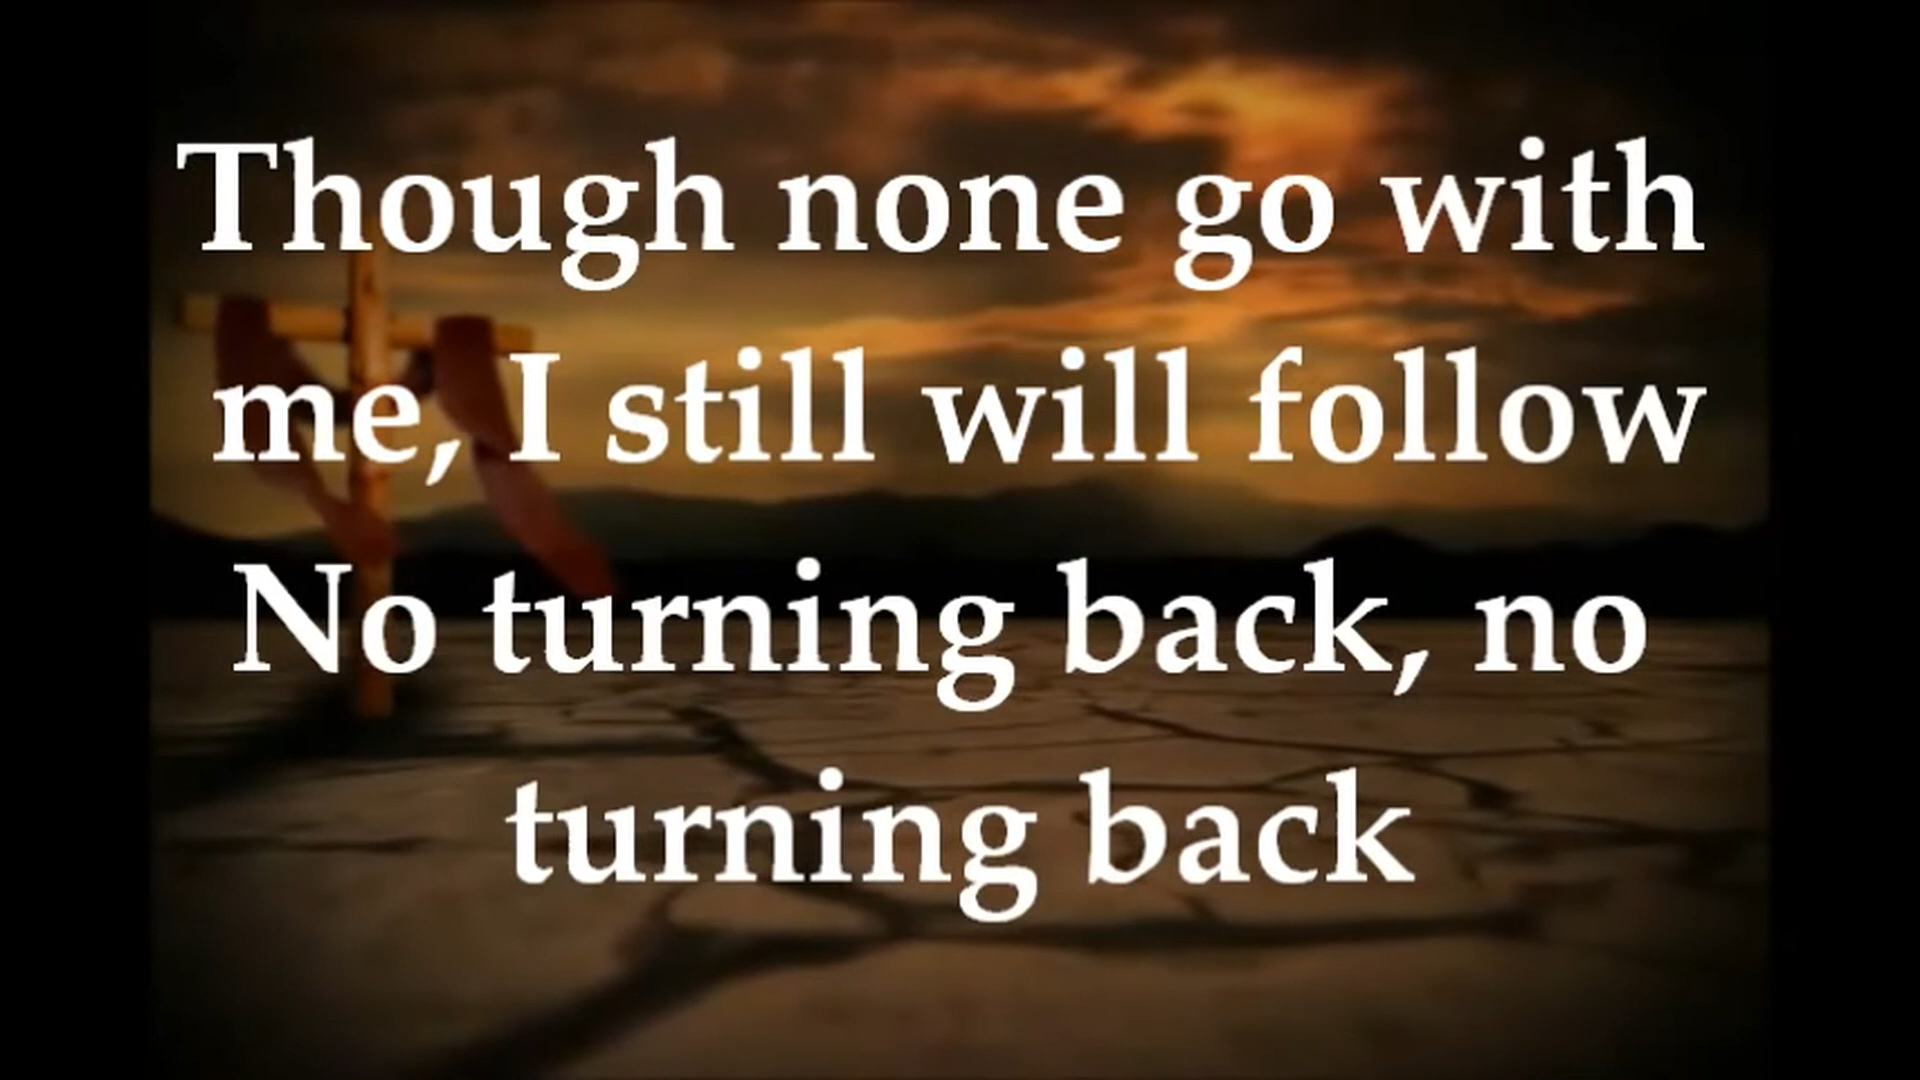 Though none go with
me, I still will follow
No turning back, no
turning back